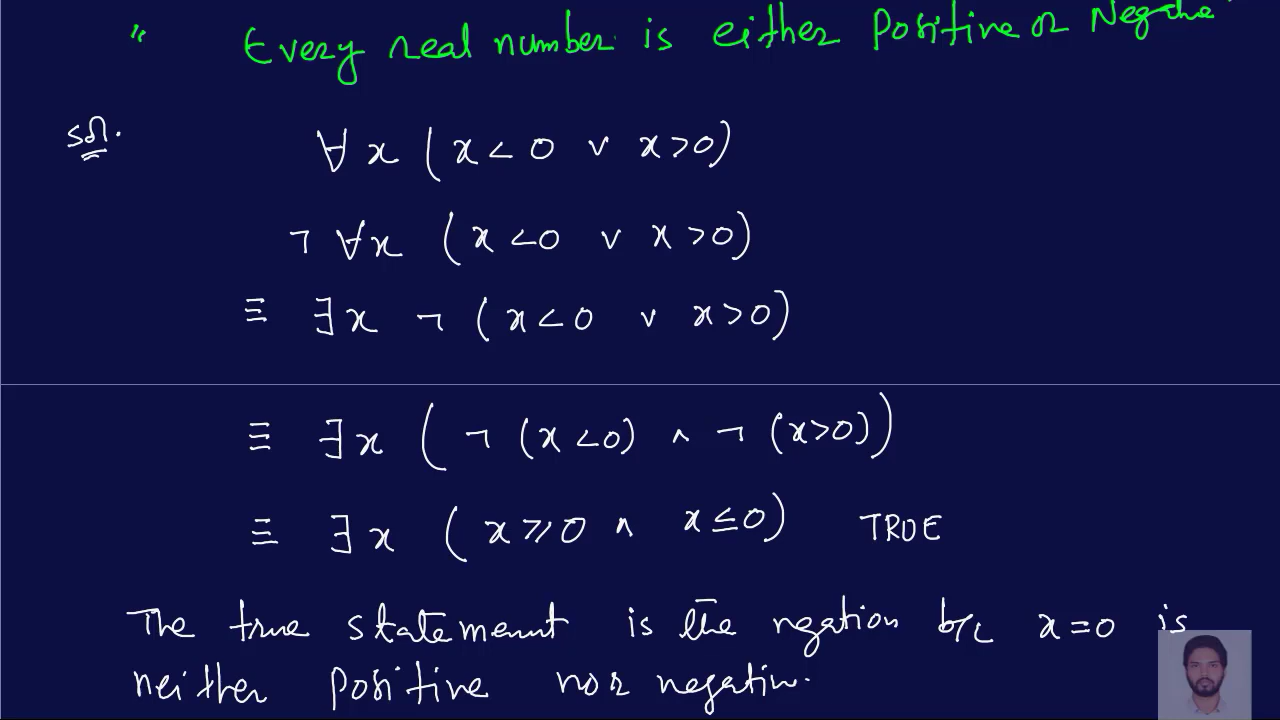 " Every real number is either Positive or Negative "
Sol.
∀x (x<0 ∨ x>0)
¬ ∀x (x<0 ∨ x>0)
≡ ∃x ¬ (x<0 ∨ x>0)
≡ ∃x (¬ (x<0) ∧ ¬ (x>0))
≡ ∃x (x≥0 ∧ x≤0) TRUE
The true statement is the ngation b/c x=0 is
neither positive nor negative.